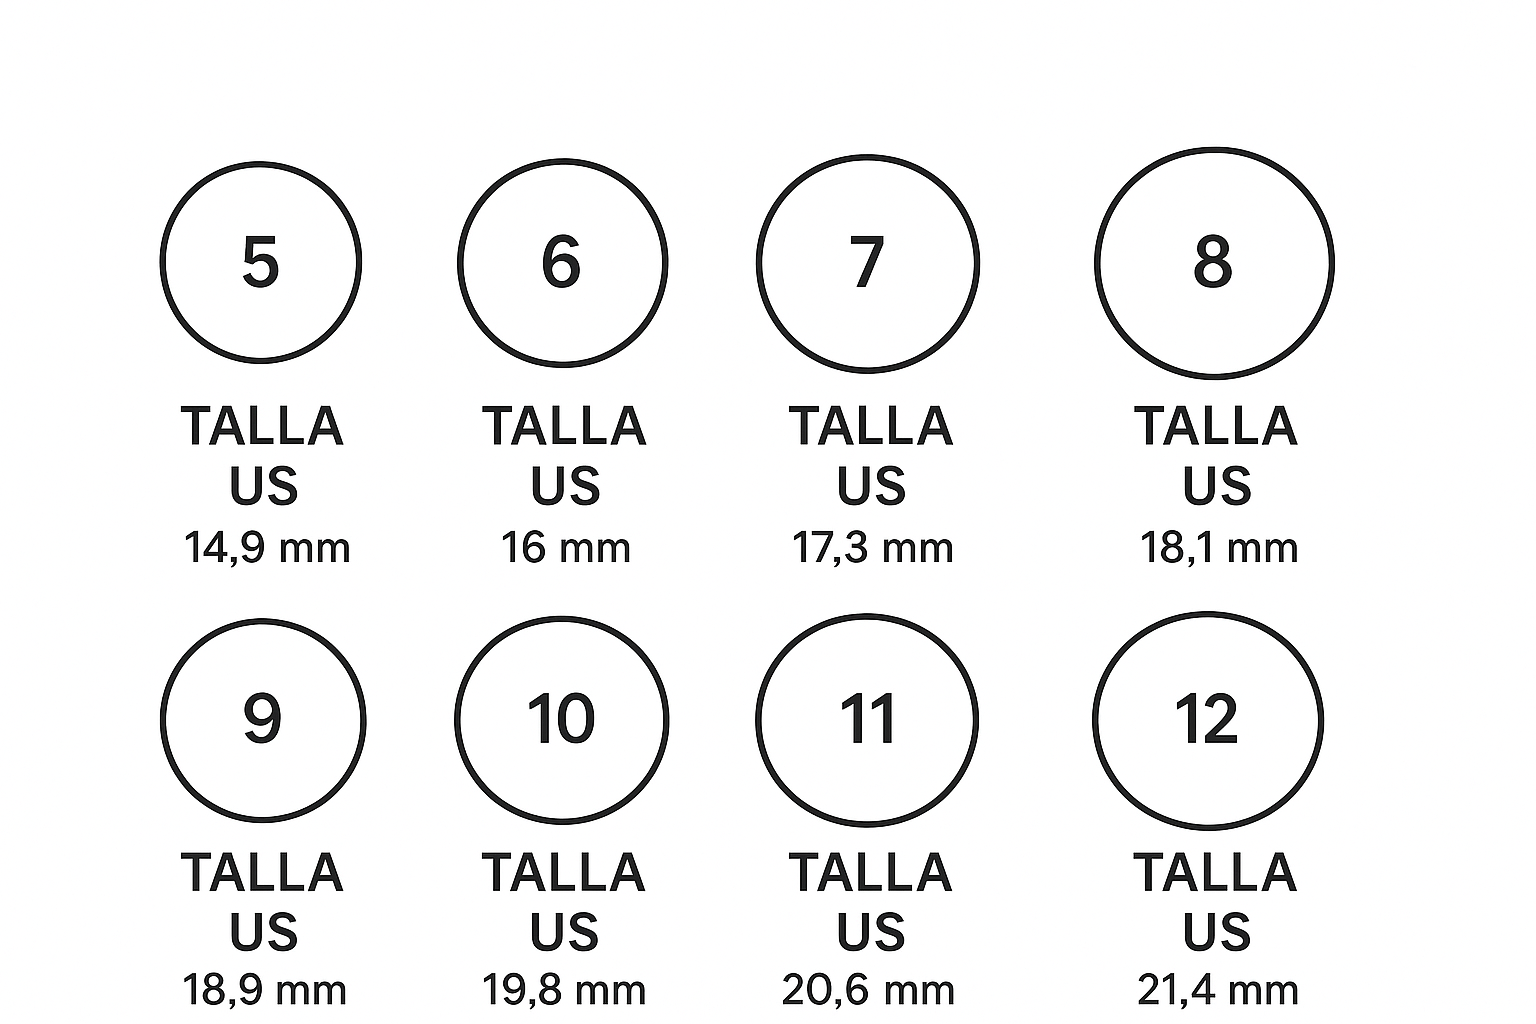 5 6 7 8
TALLA TALLA TALLA TALLA
US US US US
14,9 mm 16 mm 17,3 mm 18,1 mm
9 10 11 12
TALLA TALLA TALLA TALLA
US US US US
18,9 mm 19,8 mm 20,6 mm 21,4 mm